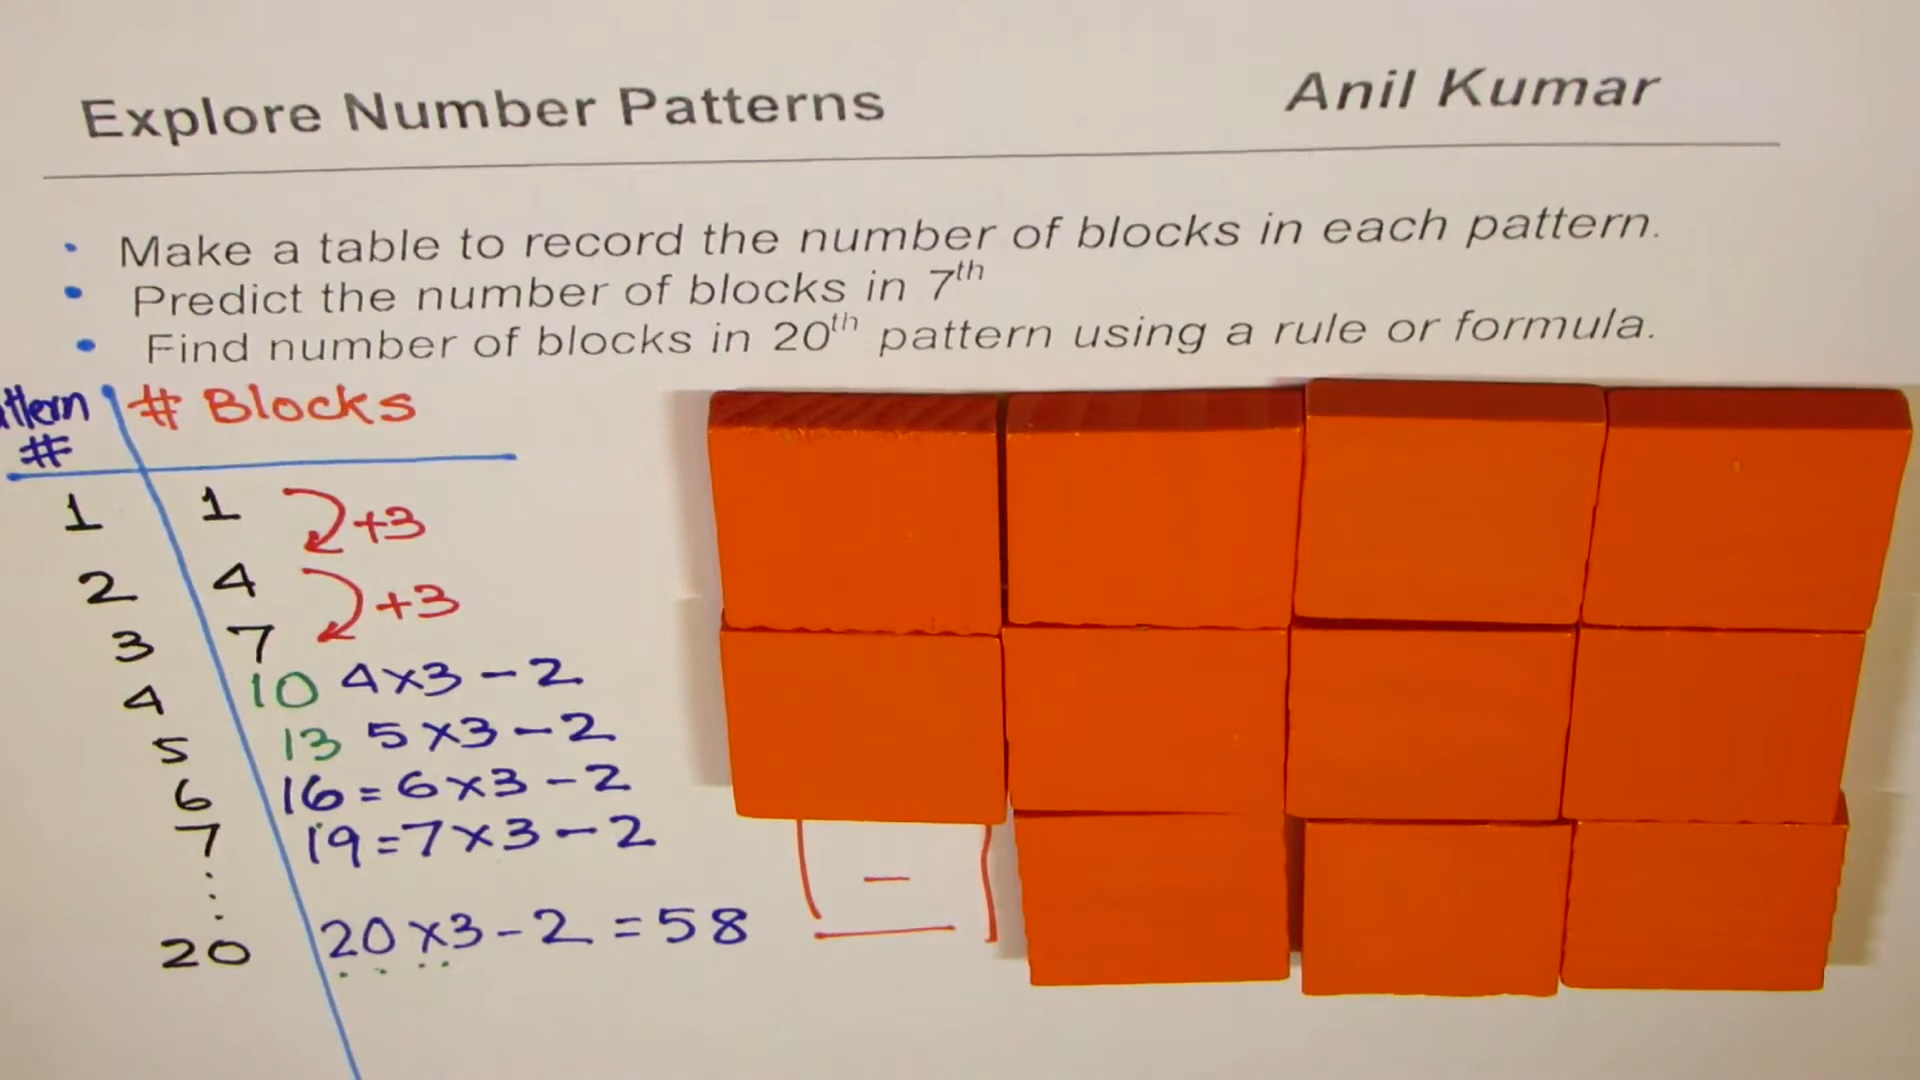 Explore Number Patterns Anil Kumar
• Make a table to record the number of blocks in each pattern.
• Predict the number of blocks in 7th
• Find number of blocks in 20th pattern using a rule or formula.
ttern # # Blocks
1 1 +3
2 4 +3
3 7
4 10 4×3-2
5 13 5×3-2
6 16=6×3-2
7 19=7×3-2
20 20×3-2=58
-